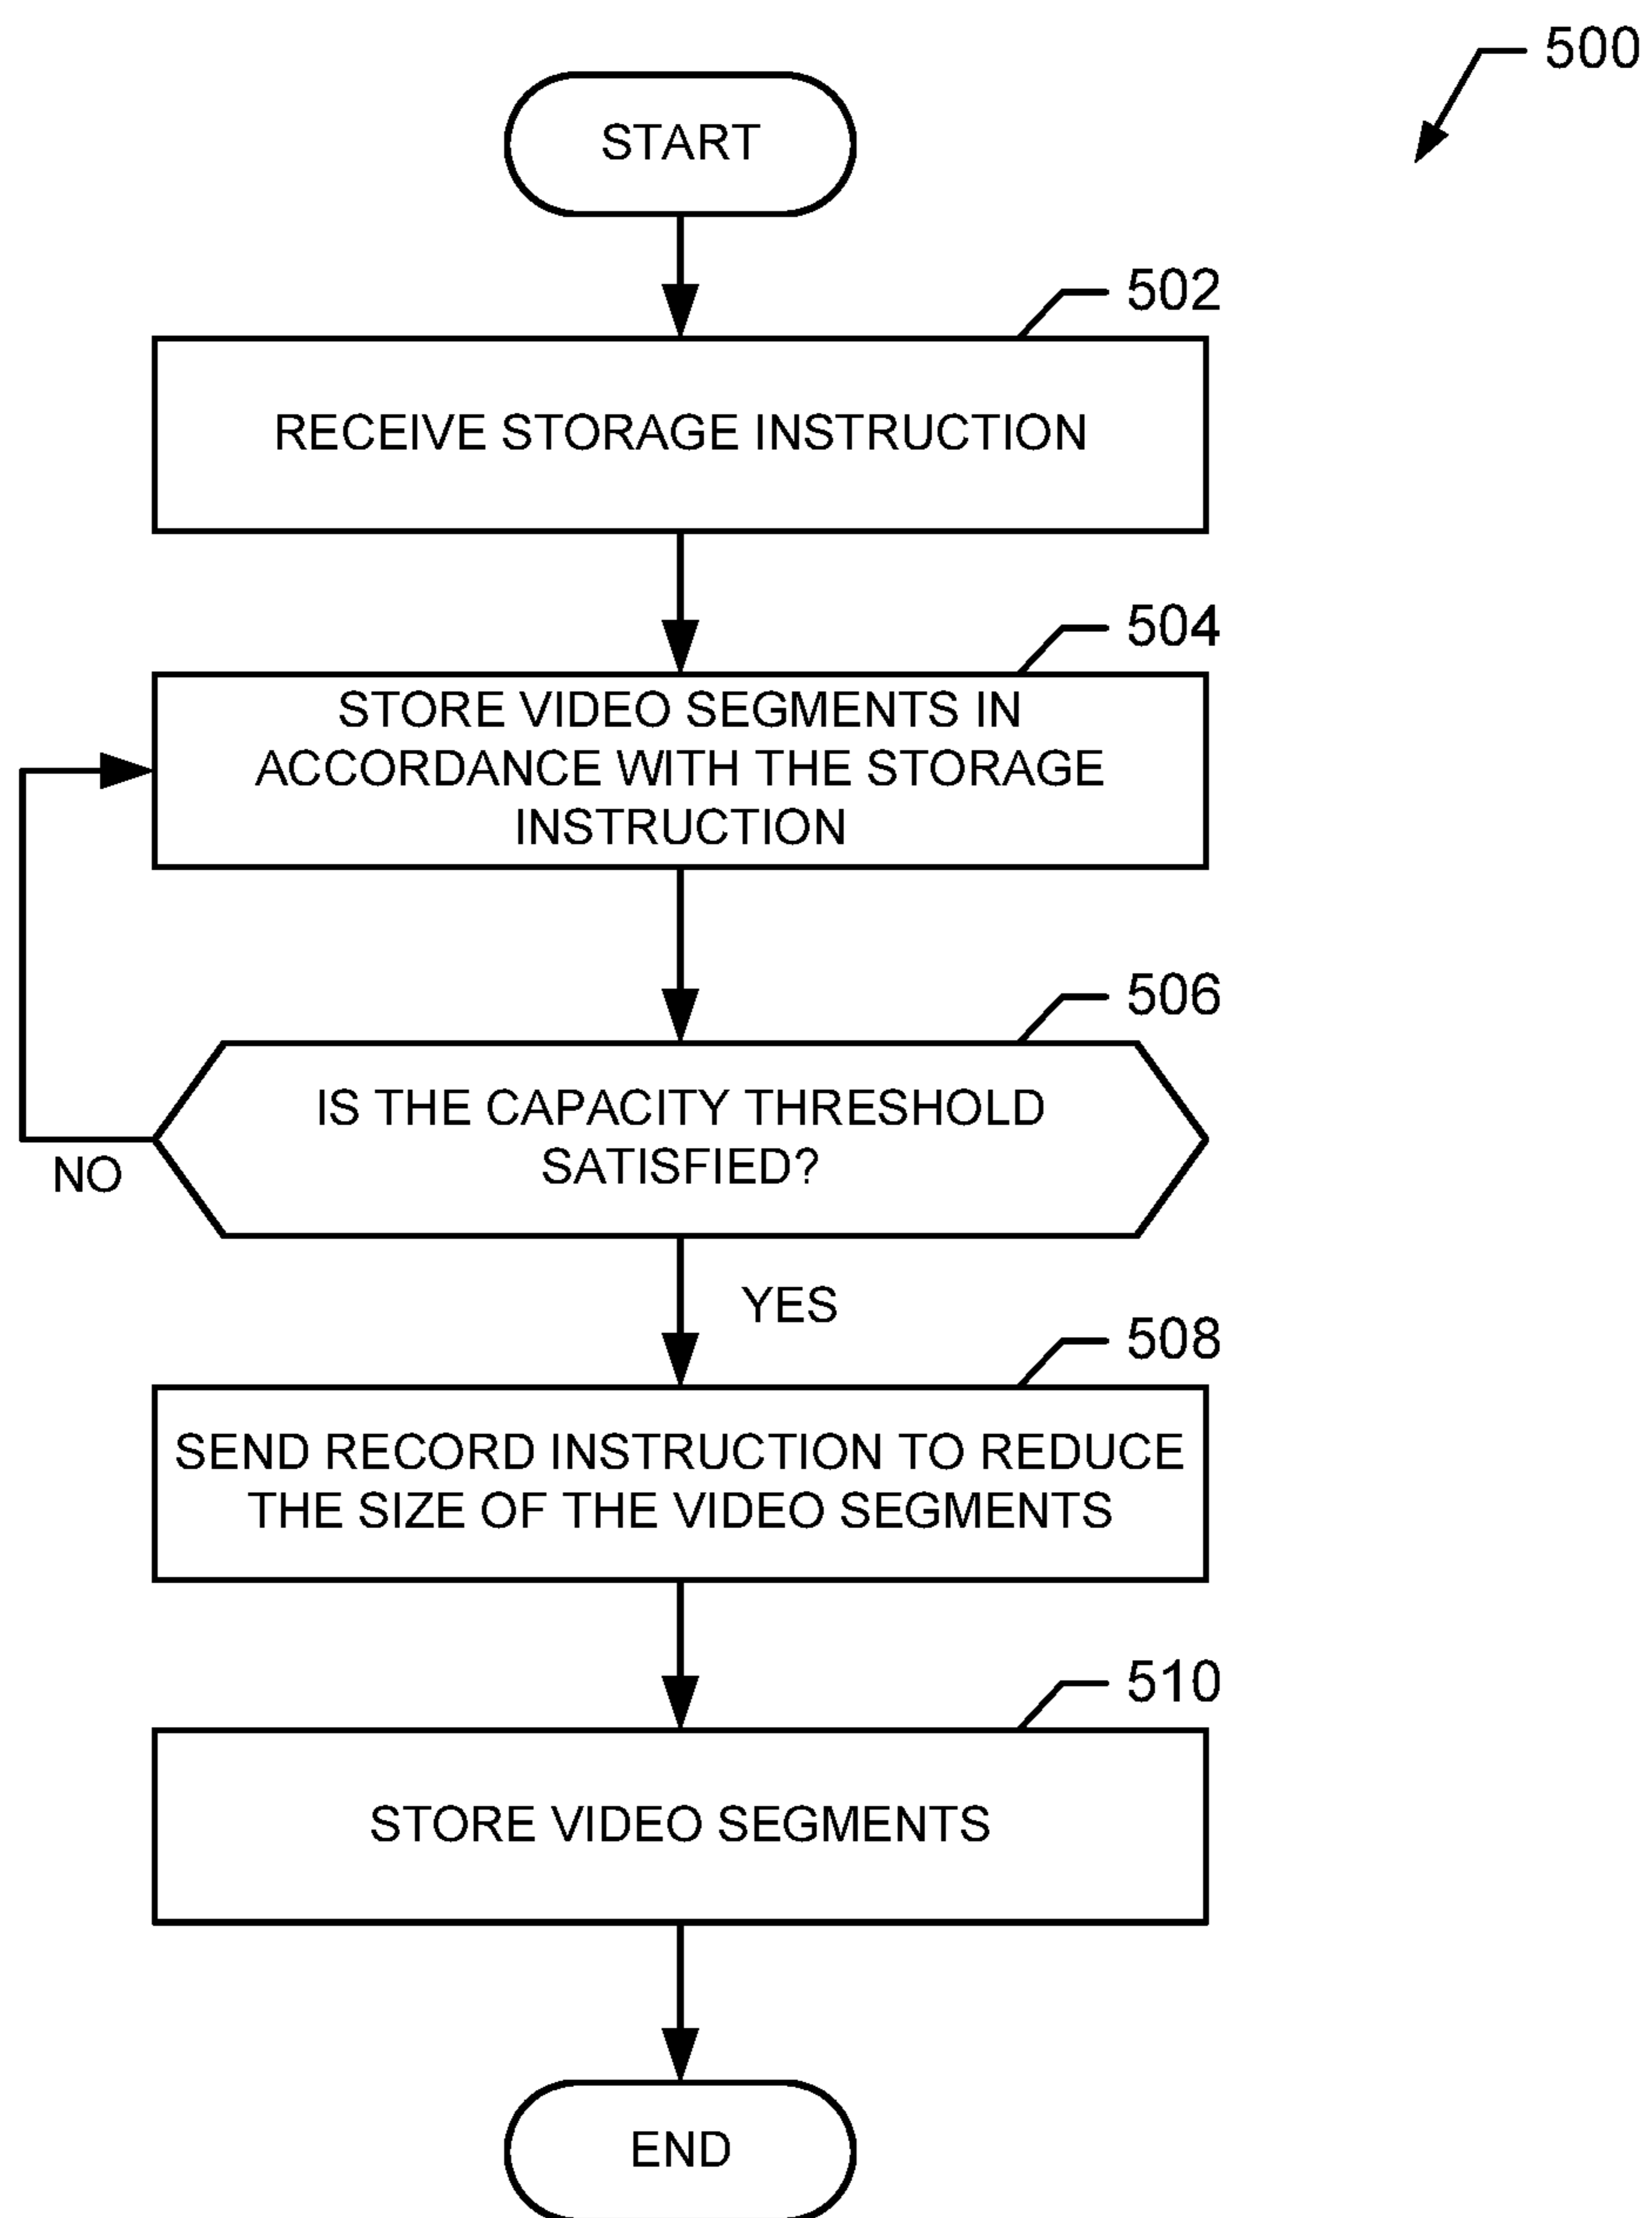 500
START
502
RECEIVE STORAGE INSTRUCTION
504
STORE VIDEO SEGMENTS IN
ACCORDANCE WITH THE STORAGE
INSTRUCTION
506
IS THE CAPACITY THRESHOLD
SATISFIED?
NO
YES
508
SEND RECORD INSTRUCTION TO REDUCE
THE SIZE OF THE VIDEO SEGMENTS
510
STORE VIDEO SEGMENTS
END